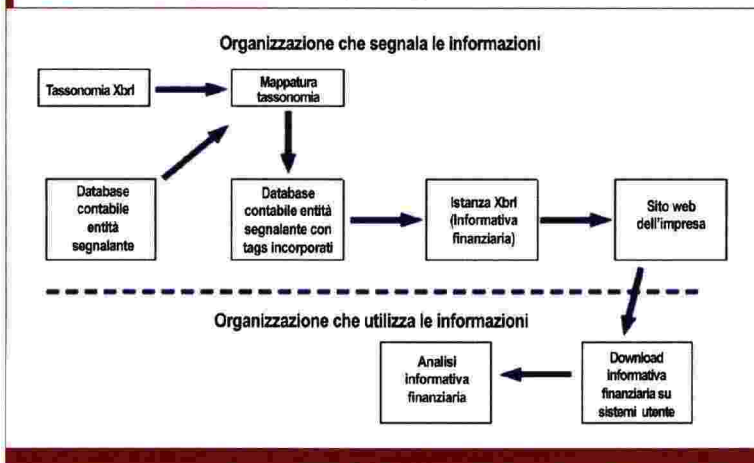 Organizzazione che segnala le informazioni
Tassonomia Xbrl
Mappatura
tassonomia
Database
contabile
entità
segnalante
Database
contabile entità
segnalante con
tags incorporati
Istanza Xbrl
(Informativa
finanziaria)
Sito web
dell'impresa
Organizzazione che utilizza le informazioni
Analisi
informativa
finanziaria
Download
informativa
finanziaria su
sistemi utente